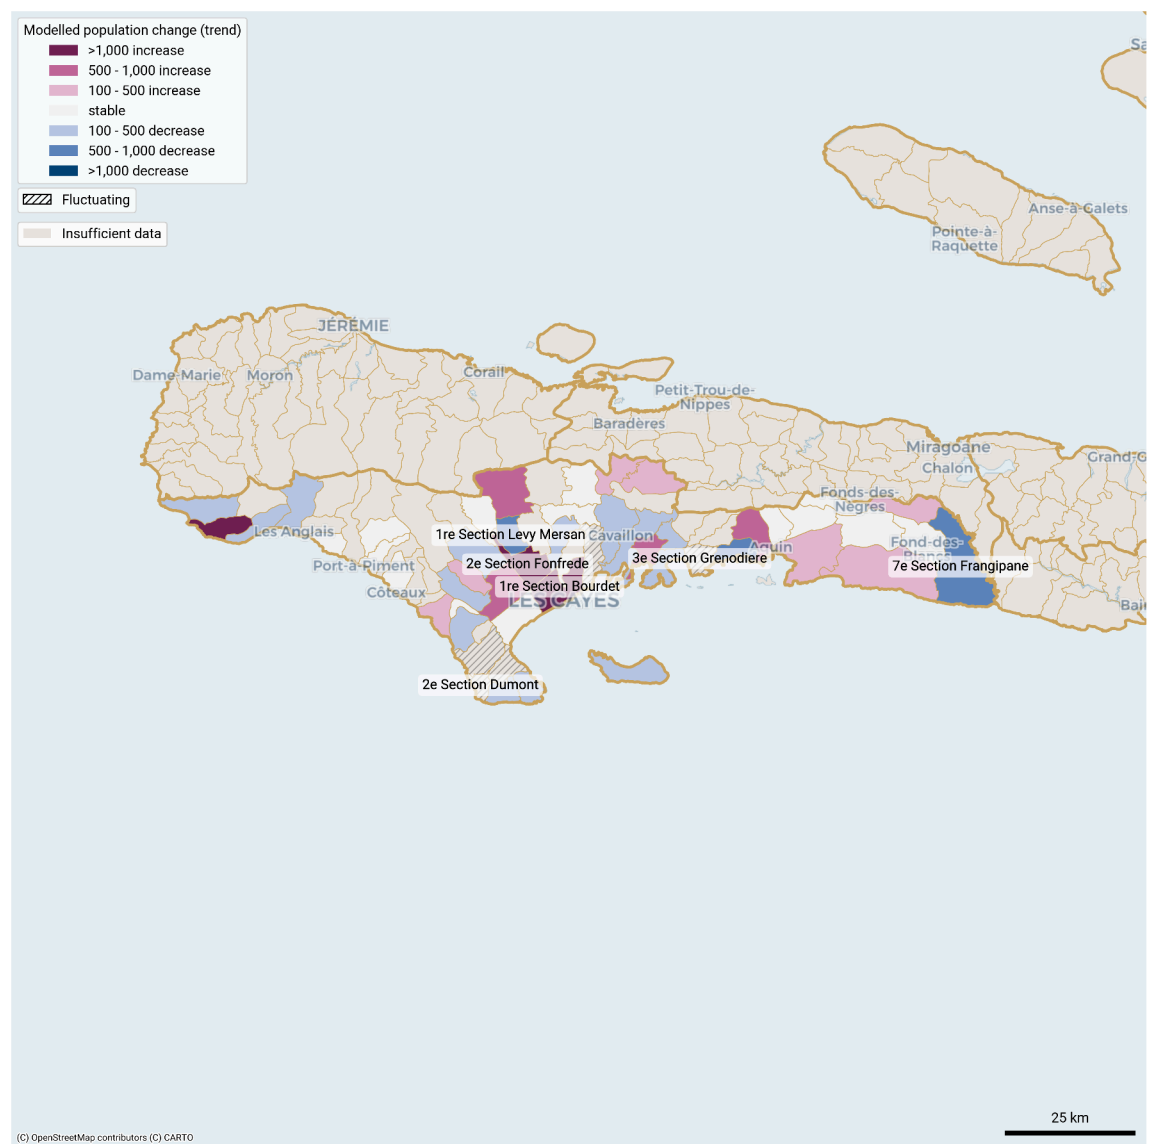 Modelled population change (trend)
>1,000 increase
500 - 1,000 increase
100 - 500 increase
stable
100 - 500 decrease
500 - 1,000 decrease
>1,000 decrease
Fluctuating
Insufficient data
Sa
Anse-à-Galets
Pointe-à-
Raquette
JÉRÉMIE
Dame-Marie
Moron
Corail
Petit-Trou-de-
Nippes
Baradères
Miragoâne
Chalon
Grand-G
Fonds-des-
Nègres
Les Anglais
1re Section Levy Mersan
Cavaillon
Aquin
Fond-des-
Blancs
Port-à-Piment
2e Section Fonfrede
3e Section Grenodiere
7e Section Frangipane
1re Section Bourdet
Côteaux
LES CAYES
Bai
2e Section Dumont
25 km
(C) OpenStreetMap contributors (C) CARTO